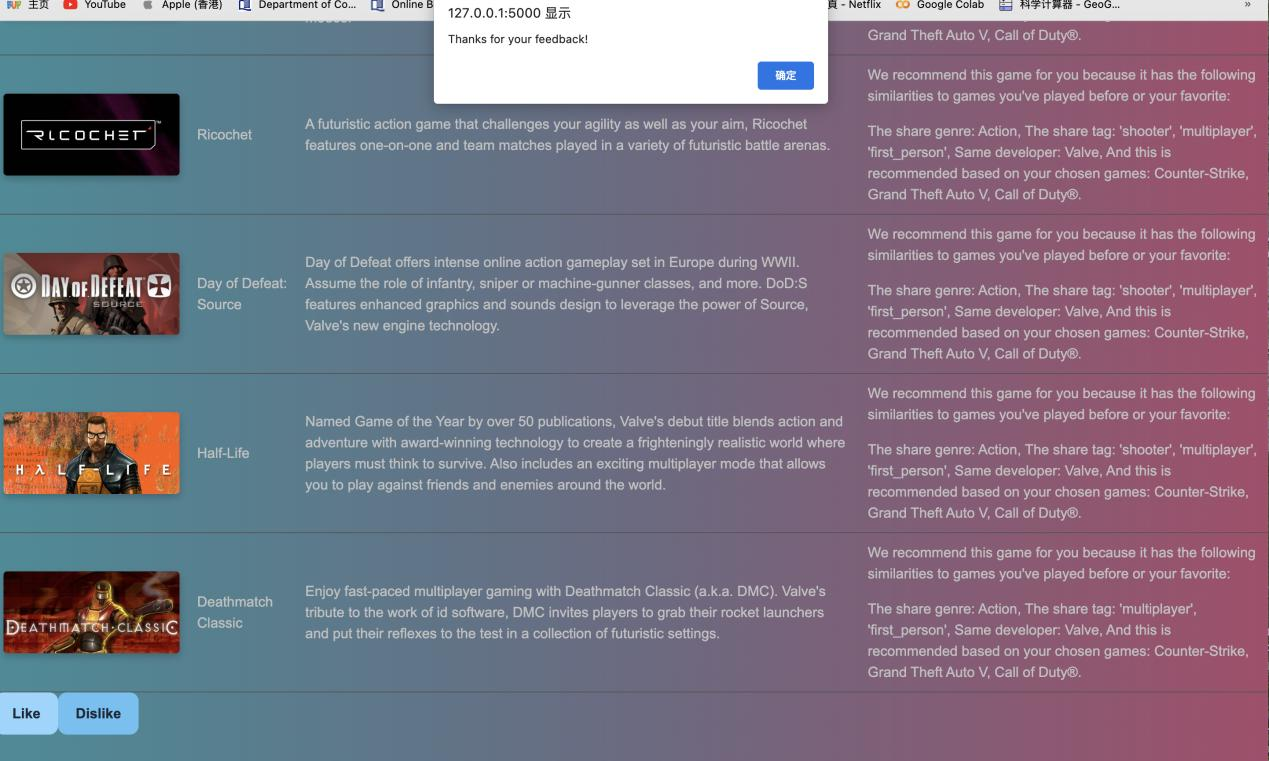 主页 YouTube Apple (香港) Department of Co... Online B
真 - Netflix Google Colab 科学计算器 - GeoG... »
127.0.0.1:5000 显示
Thanks for your feedback!
确定
Grand Theft Auto V, Call of Duty®.
RICOCHET™
Ricochet
A futuristic action game that challenges your agility as well as your aim, Ricochet
features one-on-one and team matches played in a variety of futuristic battle arenas.
We recommend this game for you because it has the following
similarities to games you've played before or your favorite:
The share genre: Action, The share tag: 'shooter', 'multiplayer',
'first_person', Same developer: Valve, And this is
recommended based on your chosen games: Counter-Strike,
Grand Theft Auto V, Call of Duty®.
DAY OF DEFEAT
SOURCE
Day of Defeat:
Source
Day of Defeat offers intense online action gameplay set in Europe during WWII.
Assume the role of infantry, sniper or machine-gunner classes, and more. DoD:S
features enhanced graphics and sounds design to leverage the power of Source,
Valve's new engine technology.
We recommend this game for you because it has the following
similarities to games you've played before or your favorite:
The share genre: Action, The share tag: 'shooter', 'multiplayer',
'first_person', Same developer: Valve, And this is
recommended based on your chosen games: Counter-Strike,
Grand Theft Auto V, Call of Duty®.
HALF-LIFE
Half-Life
Named Game of the Year by over 50 publications, Valve's debut title blends action and
adventure with award-winning technology to create a frighteningly realistic world where
players must think to survive. Also includes an exciting multiplayer mode that allows
you to play against friends and enemies around the world.
We recommend this game for you because it has the following
similarities to games you've played before or your favorite:
The share genre: Action, The share tag: 'shooter', 'multiplayer',
'first_person', Same developer: Valve, And this is
recommended based on your chosen games: Counter-Strike,
Grand Theft Auto V, Call of Duty®.
DEATHMATCH·CLASSIC
Deathmatch
Classic
Enjoy fast-paced multiplayer gaming with Deathmatch Classic (a.k.a. DMC). Valve's
tribute to the work of id software, DMC invites players to grab their rocket launchers
and put their reflexes to the test in a collection of futuristic settings.
We recommend this game for you because it has the following
similarities to games you've played before or your favorite:
The share genre: Action, The share tag: 'multiplayer',
'first_person', Same developer: Valve, And this is
recommended based on your chosen games: Counter-Strike,
Grand Theft Auto V, Call of Duty®.
Like Dislike